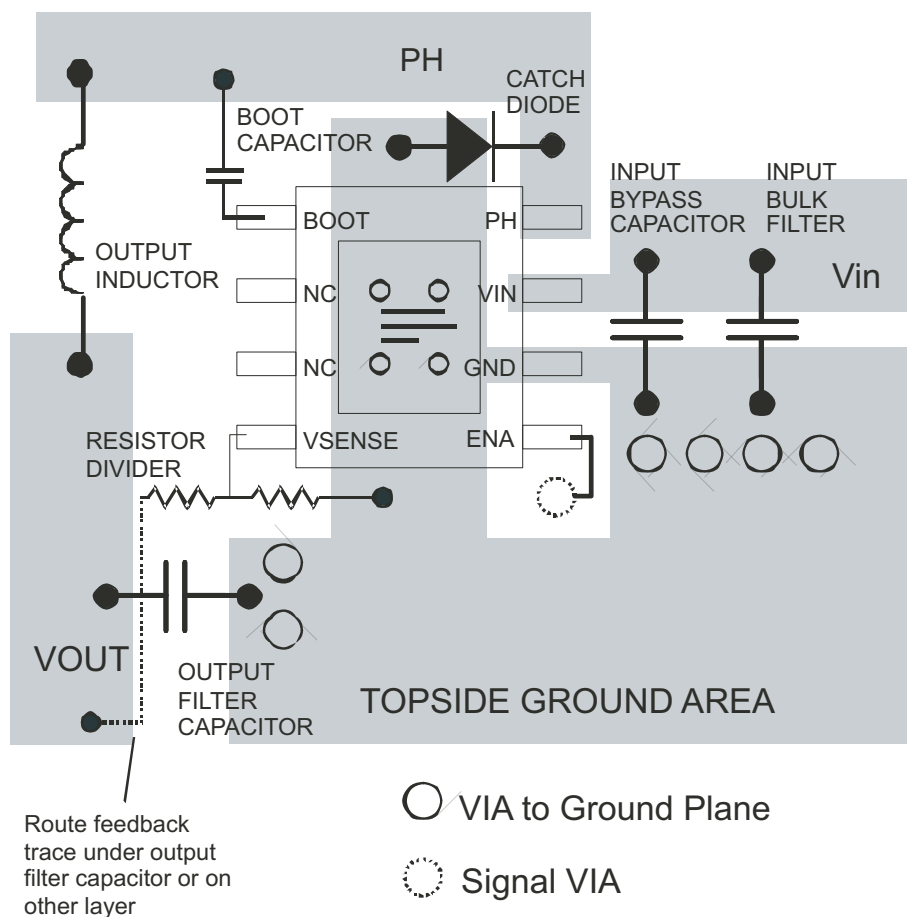 PH
CATCH
DIODE
BOOT
CAPACITOR
INPUT
BYPASS
CAPACITOR
INPUT
BULK
FILTER
BOOT
PH
OUTPUT
INDUCTOR
NC
VIN
Vin
NC
GND
RESISTOR
DIVIDER
VSENSE
ENA
VOUT
OUTPUT
FILTER
CAPACITOR
TOPSIDE GROUND AREA
Route feedback
trace under output
filter capacitor or on
other layer
VIA to Ground Plane
Signal VIA